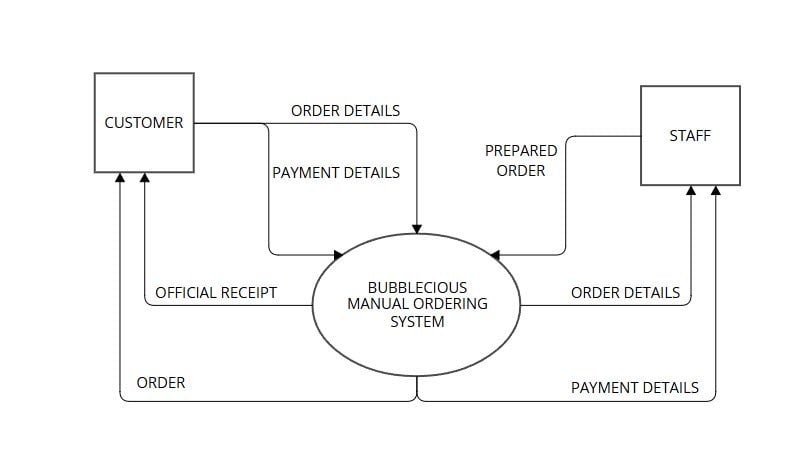 ORDER DETAILS
CUSTOMER
STAFF
PREPARED
ORDER
PAYMENT DETAILS
BUBBLECIOUS
MANUAL ORDERING
SYSTEM
OFFICIAL RECEIPT
ORDER DETAILS
ORDER
PAYMENT DETAILS